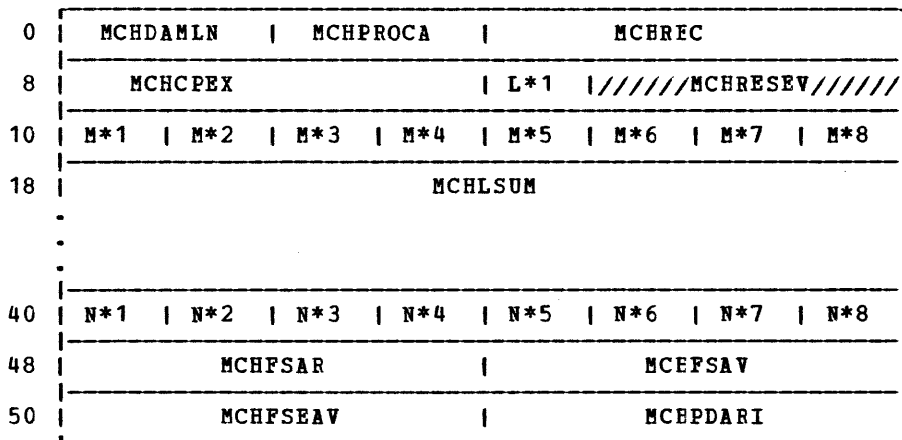 0 | MCHDAMLN | MCHPROCA | MCHREC
8 | MCHCPEX | L*1 |//////MCHRESEV//////
10 | M*1 | M*2 | M*3 | M*4 | M*5 | M*6 | M*7 | M*8
18 | MCHLSUM
40 | N*1 | N*2 | N*3 | N*4 | N*5 | N*6 | N*7 | N*8
48 | MCHFSAR | MCHFSAV
50 | MCHFSEAV | MCHPDARI